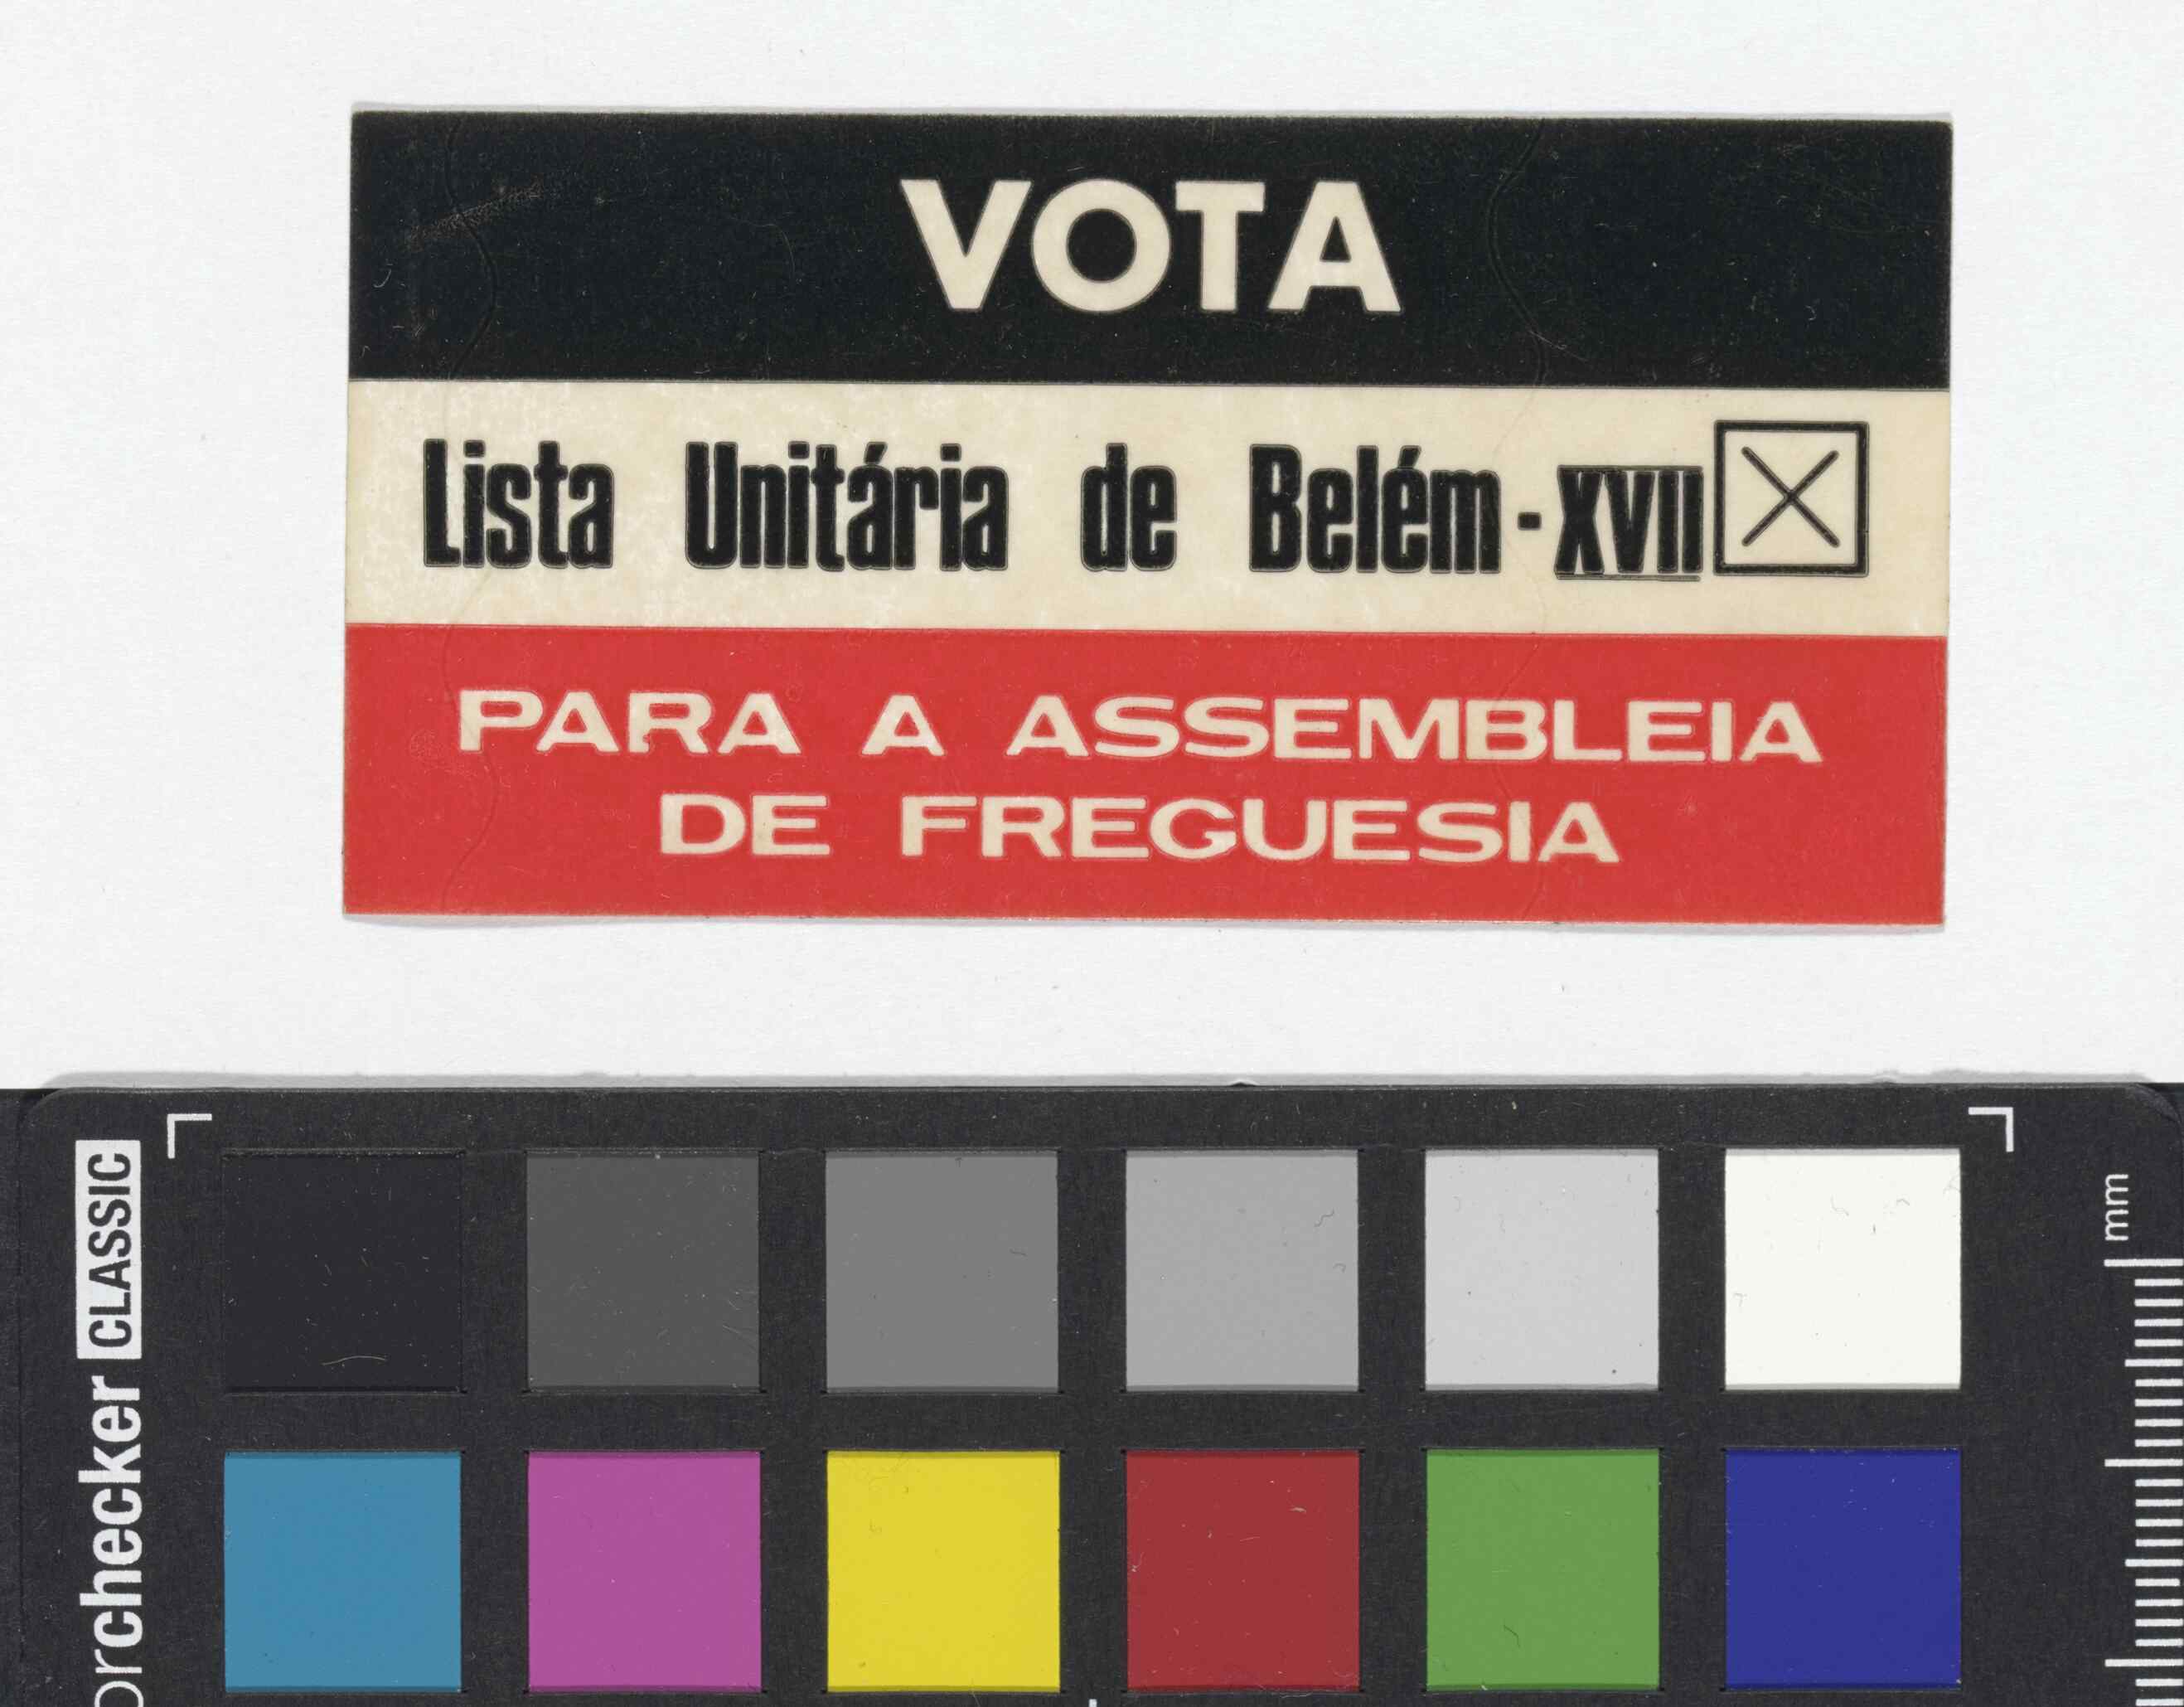 VOTA
Lista Unitária de Belém - XVII
PARA A ASSEMBLEIA
DE FREGUESIA
mm
orchecker CLASSIC